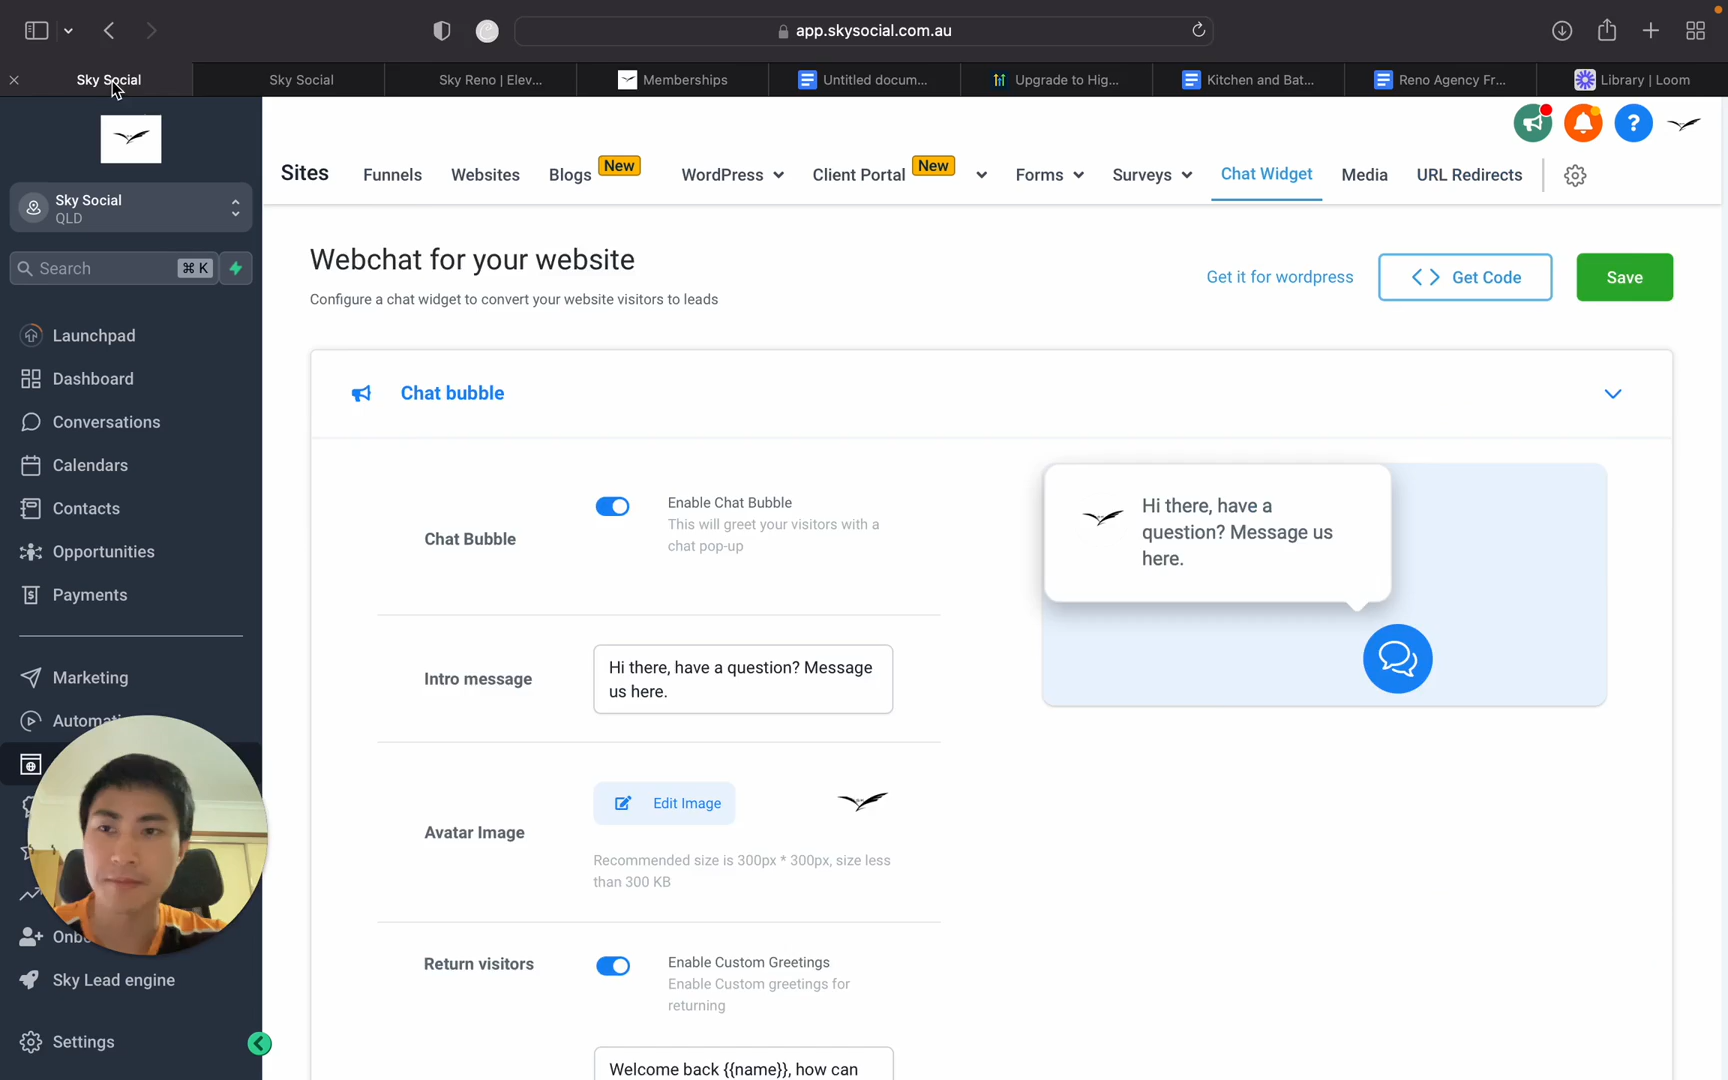 app.skysocial.com.au
Sky Social
Sky Social
Sky Reno | Elev...
Memberships
Untitled docum...
Upgrade to Hig...
Kitchen and Bat...
Reno Agency Fr...
Library | Loom
Sky Social
QLD
Search
⌘ K
Launchpad
Dashboard
Conversations
Calendars
Contacts
Opportunities
Payments
Marketing
Sky Lead engine
Settings
Sites
Funnels
Websites
Blogs
New
WordPress
Client Portal
New
Forms
Surveys
Chat Widget
Media
URL Redirects
Webchat for your website
Configure a chat widget to convert your website visitors to leads
Get it for wordpress
Get Code
Save
Chat bubble
Chat Bubble
Enable Chat Bubble
This will greet your visitors with a
chat pop-up
Hi there, have a
question? Message us
here.
Intro message
Hi there, have a question? Message
us here.
Avatar Image
Edit Image
Recommended size is 300px * 300px, size less
than 300 KB
Return visitors
Enable Custom Greetings
Enable Custom greetings for
returning
Welcome back {{name}}, how can